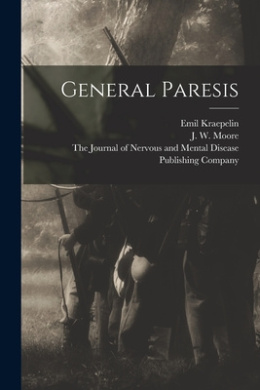 GENERAL PARESIS
Emil Kraepelin
J. W. Moore
The Journal of Nervous and Mental Disease
Publishing Company